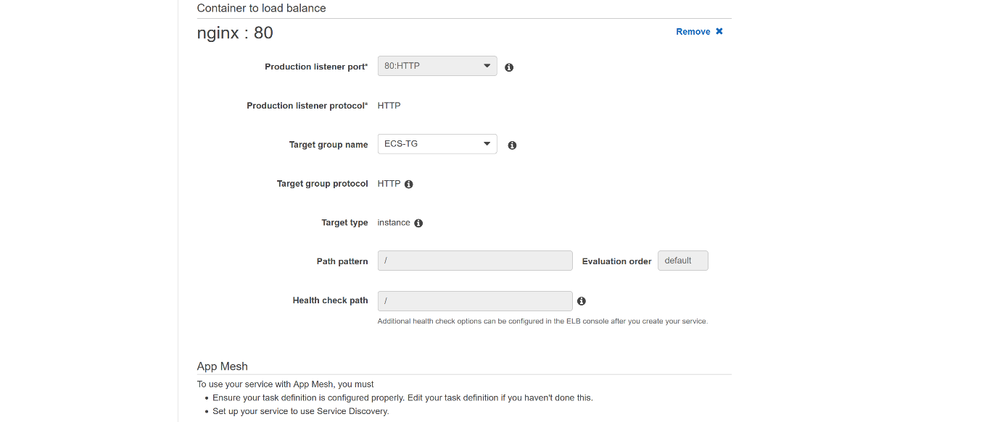 Container to load balance
nginx : 80
Remove ✖
Production listener port*
80:HTTP
Production listener protocol*
HTTP
Target group name
ECS-TG
Target group protocol
HTTP
Target type
instance
Path pattern
/
Evaluation order
default
Health check path
/
Additional health check options can be configured in the ELB console after you create your service.
App Mesh
To use your service with App Mesh, you must
• Ensure your task definition is configured properly. Edit your task definition if you haven't done this.
• Set up your service to use Service Discovery.